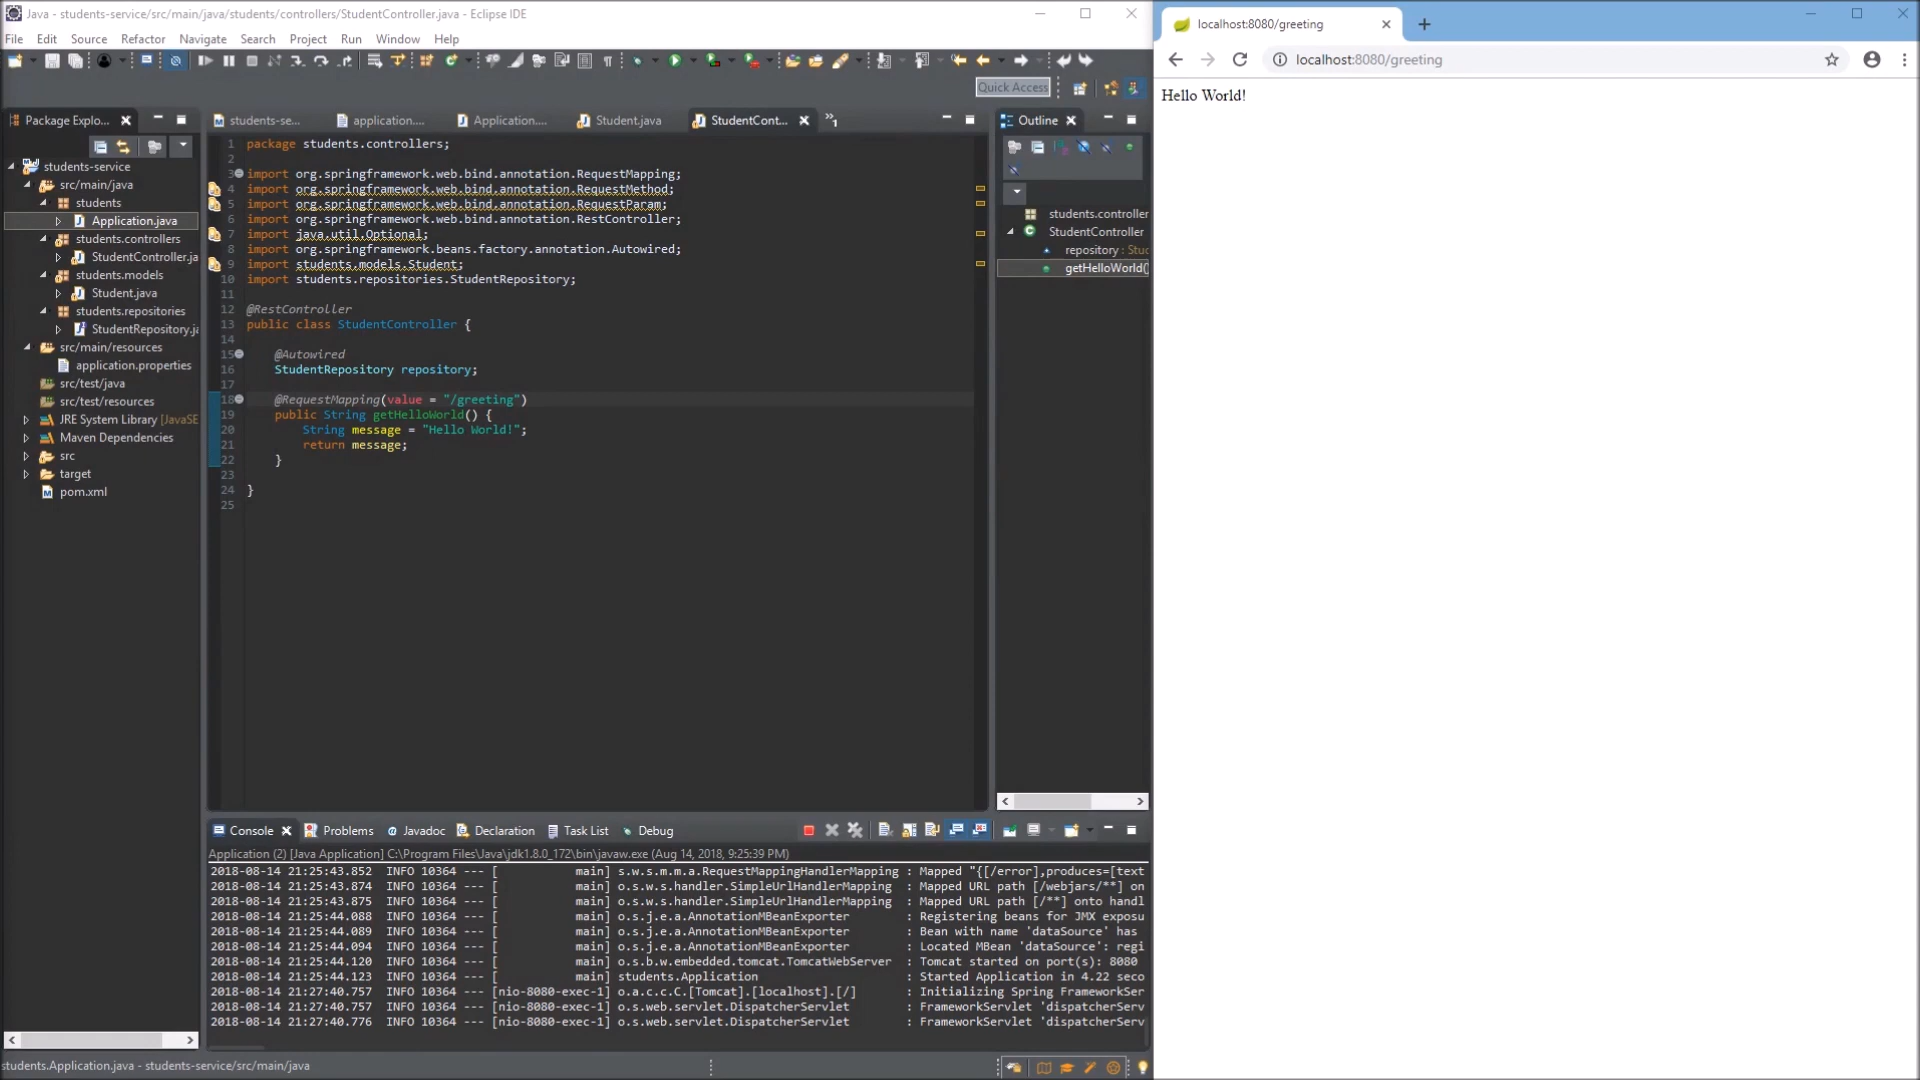 Java - students-service/src/main/java/students/controllers/StudentController.java - Eclipse IDE
File Edit Source Refactor Navigate Search Project Run Window Help
Quick Access
Package Explo...
students-service
src/main/java
students
Application.java
students.controllers
StudentController.ja
students.models
Student.java
students.repositories
StudentRepository.ja
src/main/resources
application.properties
src/test/java
src/test/resources
JRE System Library [JavaSE
Maven Dependencies
src
target
pom.xml
students-se... application.... Application.... Student.java StudentCont... »1
1 package students.controllers;
2
3 import org.springframework.web.bind.annotation.RequestMapping;
4 import org.springframework.web.bind.annotation.RequestMethod;
5 import org.springframework.web.bind.annotation.RequestParam;
6 import org.springframework.web.bind.annotation.RestController;
7 import java.util.Optional;
8 import org.springframework.beans.factory.annotation.Autowired;
9 import students.models.Student;
10 import students.repositories.StudentRepository;
11
12 @RestController
13 public class StudentController {
14
15 @Autowired
16 StudentRepository repository;
17
18 @RequestMapping(value = "/greeting")
19 public String getHelloWorld() {
20 String message = "Hello World!";
21 return message;
22 }
23
24 }
25
Outline
students.controller
StudentController
repository : Stuc
getHelloWorld()
Console Problems Javadoc Declaration Task List Debug
Application (2) [Java Application] C:\Program Files\Java\jdk1.8.0_172\bin\javaw.exe (Aug 14, 2018, 9:25:39 PM)
2018-08-14 21:25:43.852 INFO 10364 --- [ main] s.w.s.m.m.a.RequestMappingHandlerMapping : Mapped "{[/error],produces=[text
2018-08-14 21:25:43.874 INFO 10364 --- [ main] o.s.w.s.handler.SimpleUrlHandlerMapping : Mapped URL path [/webjars/**] on
2018-08-14 21:25:43.875 INFO 10364 --- [ main] o.s.w.s.handler.SimpleUrlHandlerMapping : Mapped URL path [/**] onto handl
2018-08-14 21:25:44.088 INFO 10364 --- [ main] o.s.j.e.a.AnnotationMBeanExporter : Registering beans for JMX exposu
2018-08-14 21:25:44.089 INFO 10364 --- [ main] o.s.j.e.a.AnnotationMBeanExporter : Bean with name 'dataSource' has
2018-08-14 21:25:44.094 INFO 10364 --- [ main] o.s.j.e.a.AnnotationMBeanExporter : Located MBean 'dataSource': regi
2018-08-14 21:25:44.120 INFO 10364 --- [ main] o.s.b.w.embedded.tomcat.TomcatWebServer : Tomcat started on port(s): 8080
2018-08-14 21:25:44.123 INFO 10364 --- [ main] students.Application : Started Application in 4.22 seco
2018-08-14 21:27:40.757 INFO 10364 --- [nio-8080-exec-1] o.a.c.c.C.[Tomcat].[localhost].[/] : Initializing Spring FrameworkSer
2018-08-14 21:27:40.757 INFO 10364 --- [nio-8080-exec-1] o.s.web.servlet.DispatcherServlet : FrameworkServlet 'dispatcherServ
2018-08-14 21:27:40.776 INFO 10364 --- [nio-8080-exec-1] o.s.web.servlet.DispatcherServlet : FrameworkServlet 'dispatcherServ
students.Application.java - students-service/src/main/java
localhost:8080/greeting
localhost:8080/greeting
Hello World!